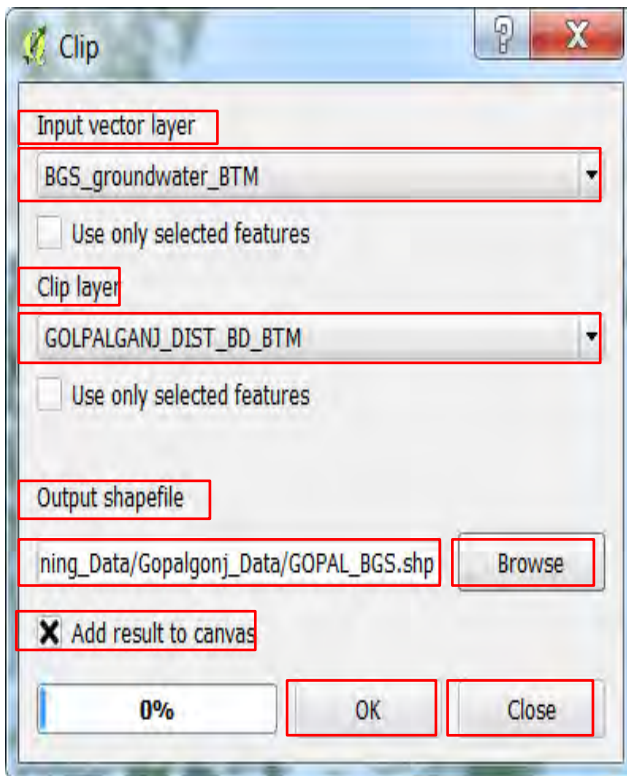 Clip
Input vector layer
BGS_groundwater_BTM
Use only selected features
Clip layer
GOLPALGANJ_DIST_BD_BTM
Use only selected features
Output shapefile
ning_Data/Gopalgonj_Data/GOPAL_BGS.shp Browse
Add result to canvas
0% OK Close